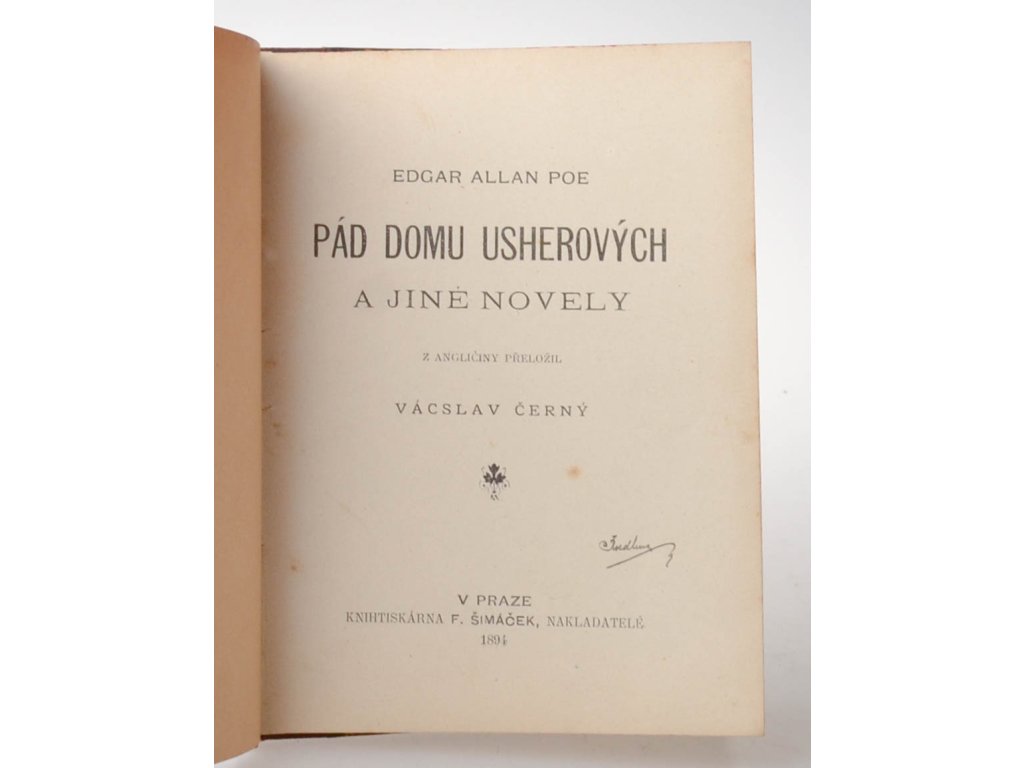 EDGAR ALLAN POE
PÁD DOMU USHEROVÝCH
A JINÉ NOVELY
Z ANGLIČINY PŘELOŽIL
VÁCSLAV ČERNÝ
V PRAZE
KNIHTISKÁRNA F. ŠIMÁČEK, NAKLADATELÉ
1894